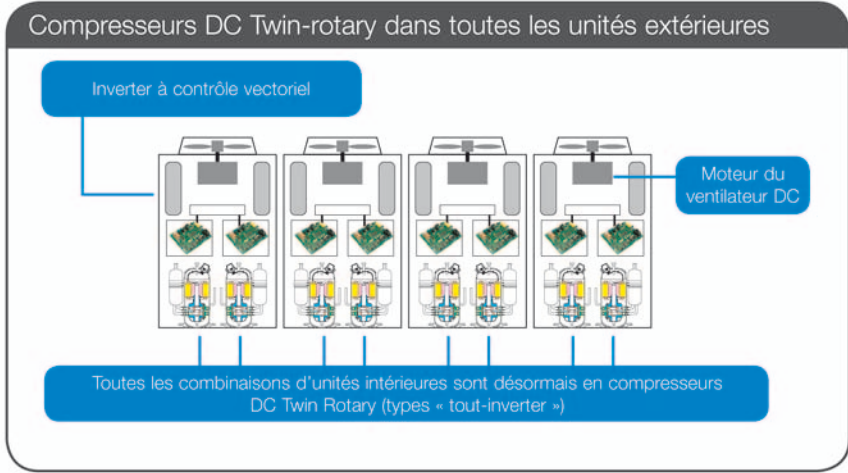 Compresseurs DC Twin-rotary dans toutes les unités extérieures
Inverter à contrôle vectoriel
Moteur du
ventilateur DC
Toutes les combinaisons d'unités intérieures sont désormais en compresseurs
DC Twin Rotary (types « tout-inverter »)